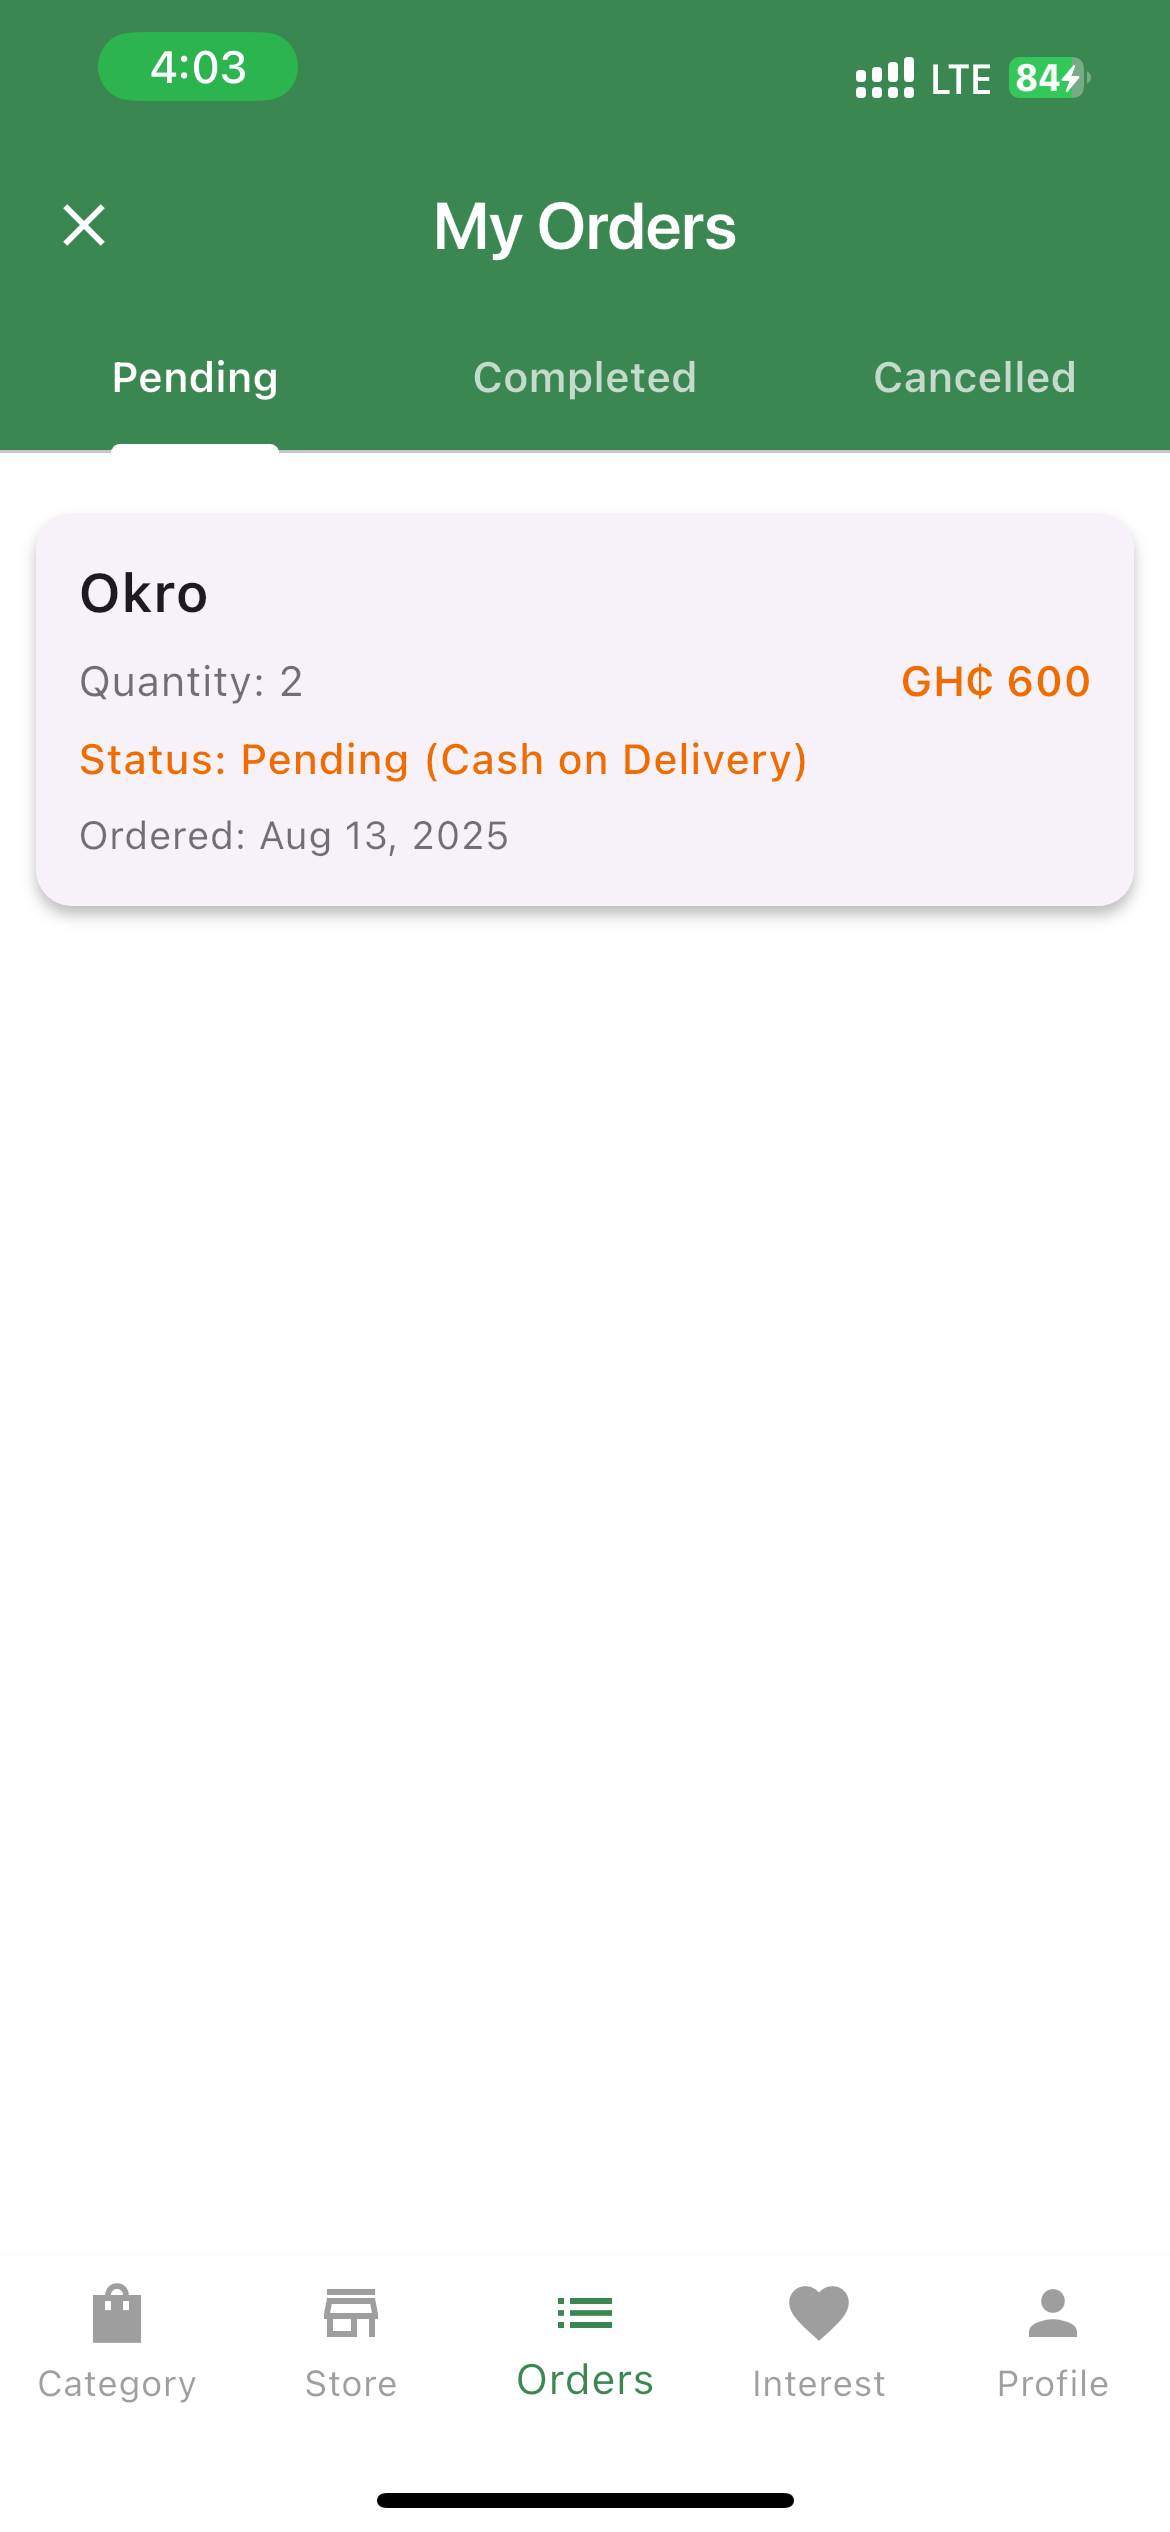 4:03 LTE 84
My Orders
Pending Completed Cancelled
Okro
Quantity: 2 GH₵ 600
Status: Pending (Cash on Delivery)
Ordered: Aug 13, 2025
Category Store Orders Interest Profile